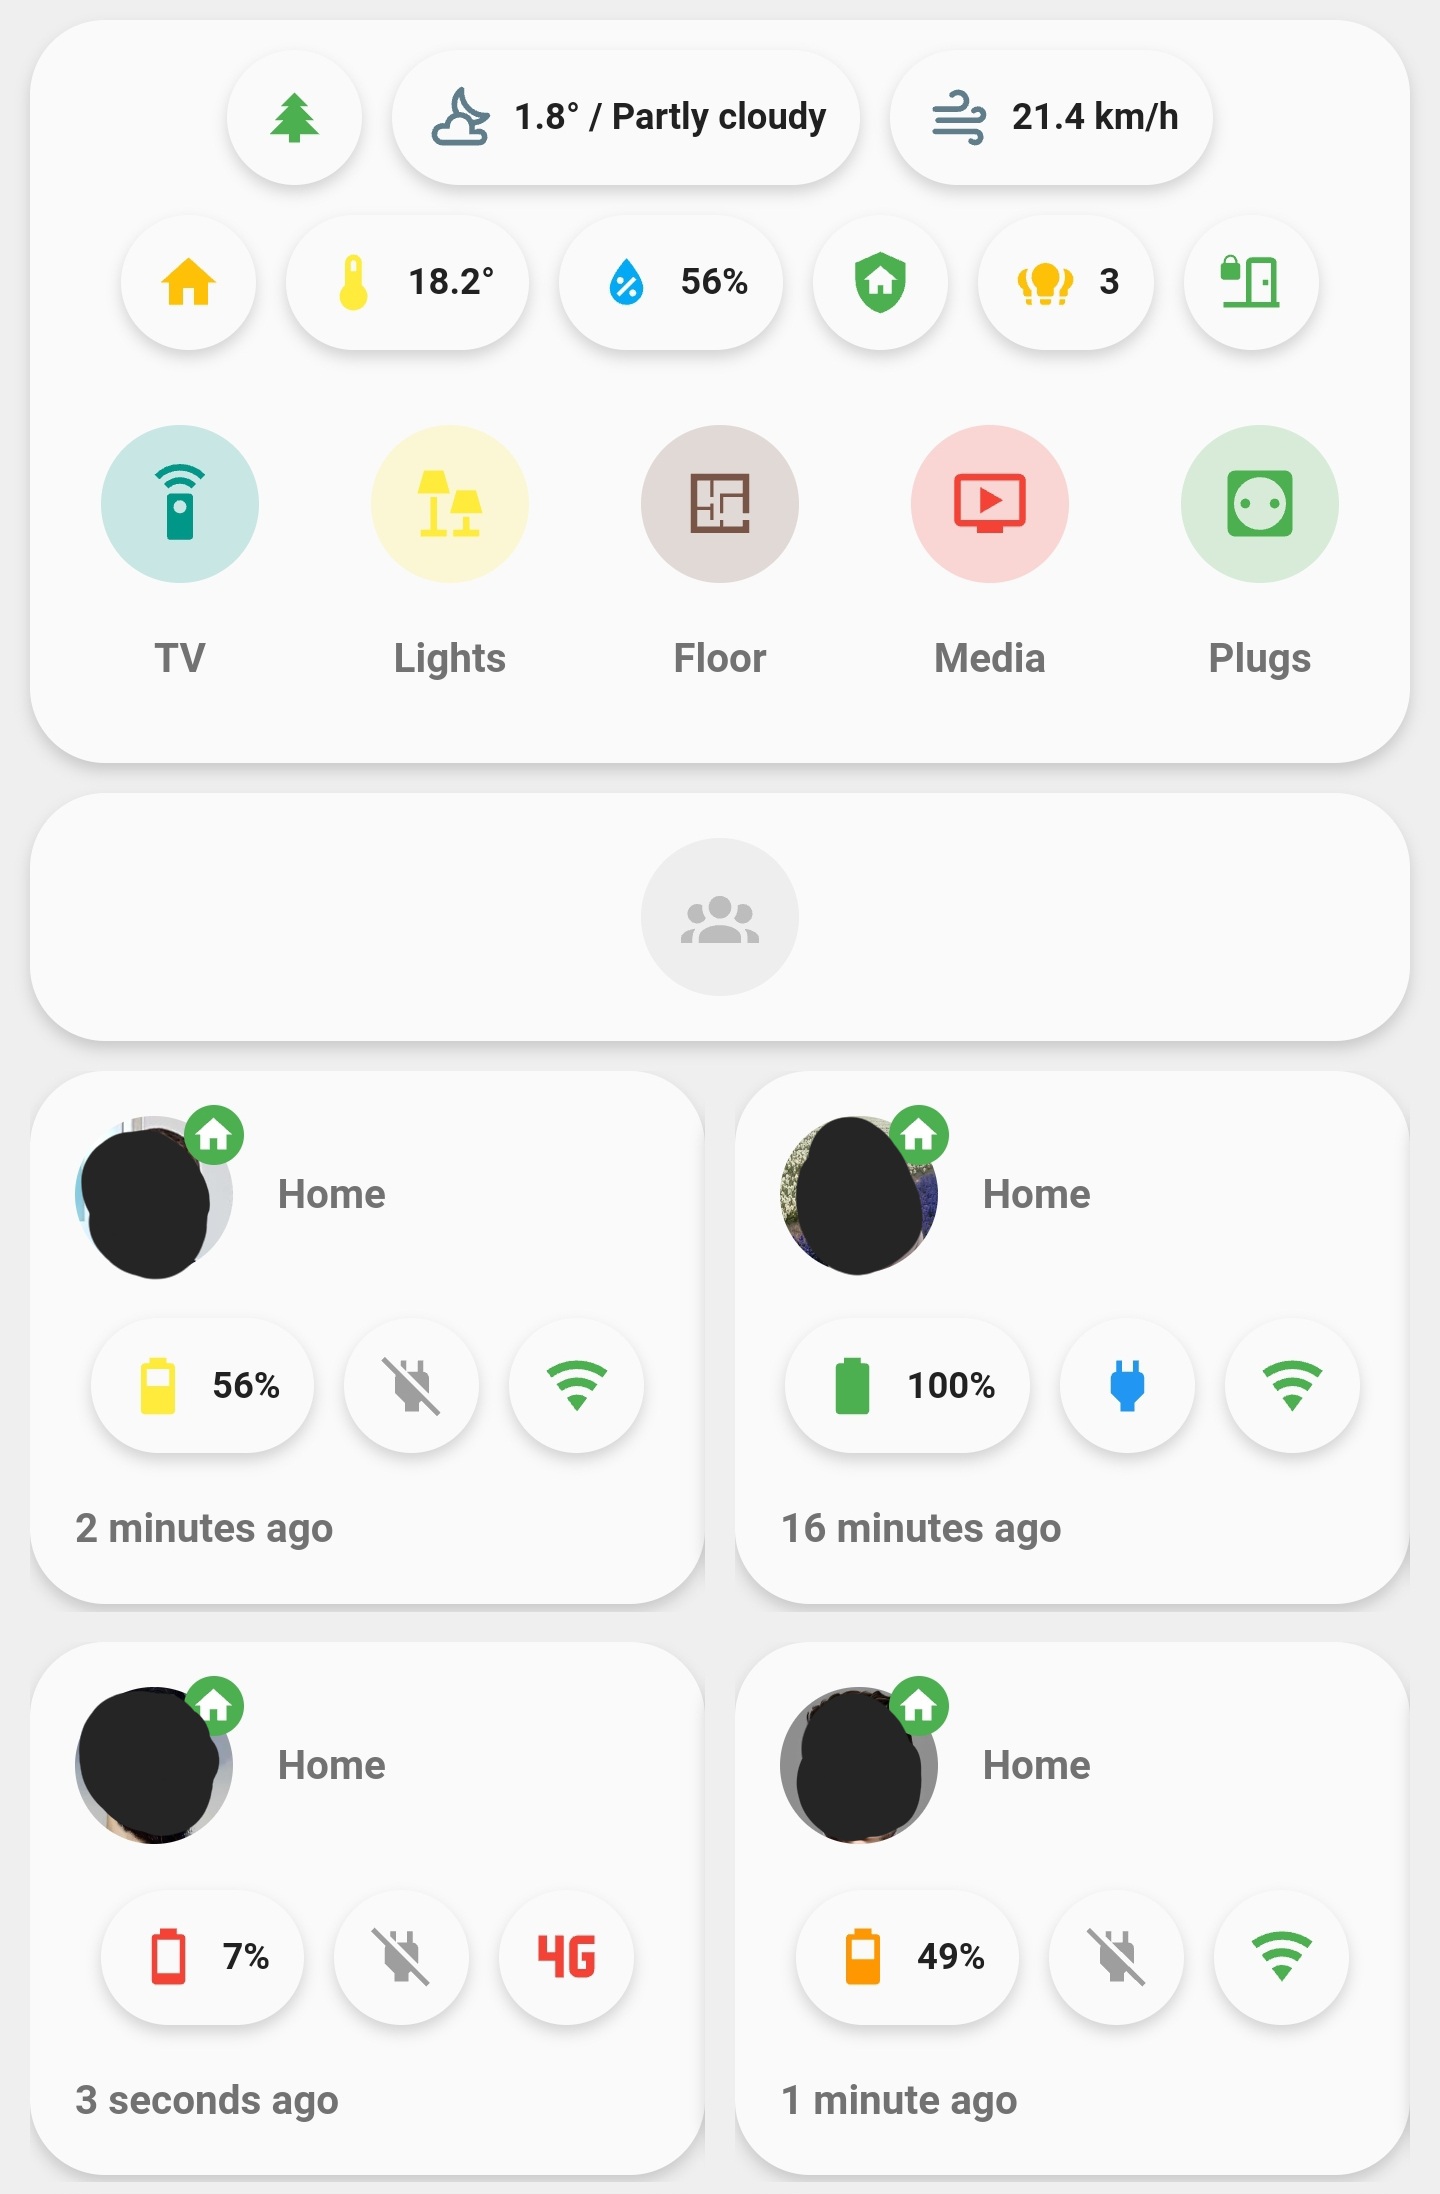 1.8° / Partly cloudy
21.4 km/h
18.2°
56%
3
TV
Lights
Floor
Media
Plugs
Home
56%
2 minutes ago
Home
100%
16 minutes ago
Home
7%
4G
3 seconds ago
Home
49%
1 minute ago